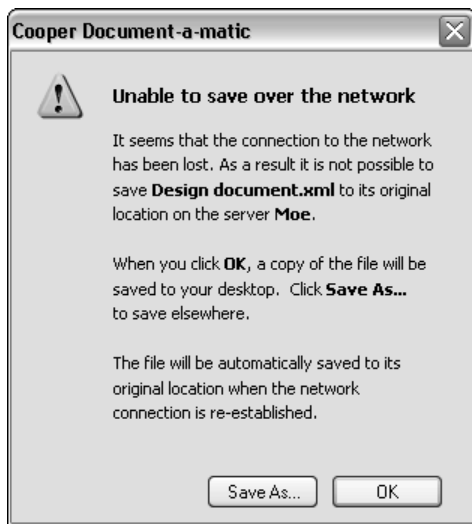 Cooper Document-a-matic
Unable to save over the network
It seems that the connection to the network
has been lost. As a result it is not possible to
save Design document.xml to its original
location on the server Moe.
When you click OK, a copy of the file will be
saved to your desktop. Click Save As...
to save elsewhere.
The file will be automatically saved to its
original location when the network
connection is re-established.
Save As...
OK